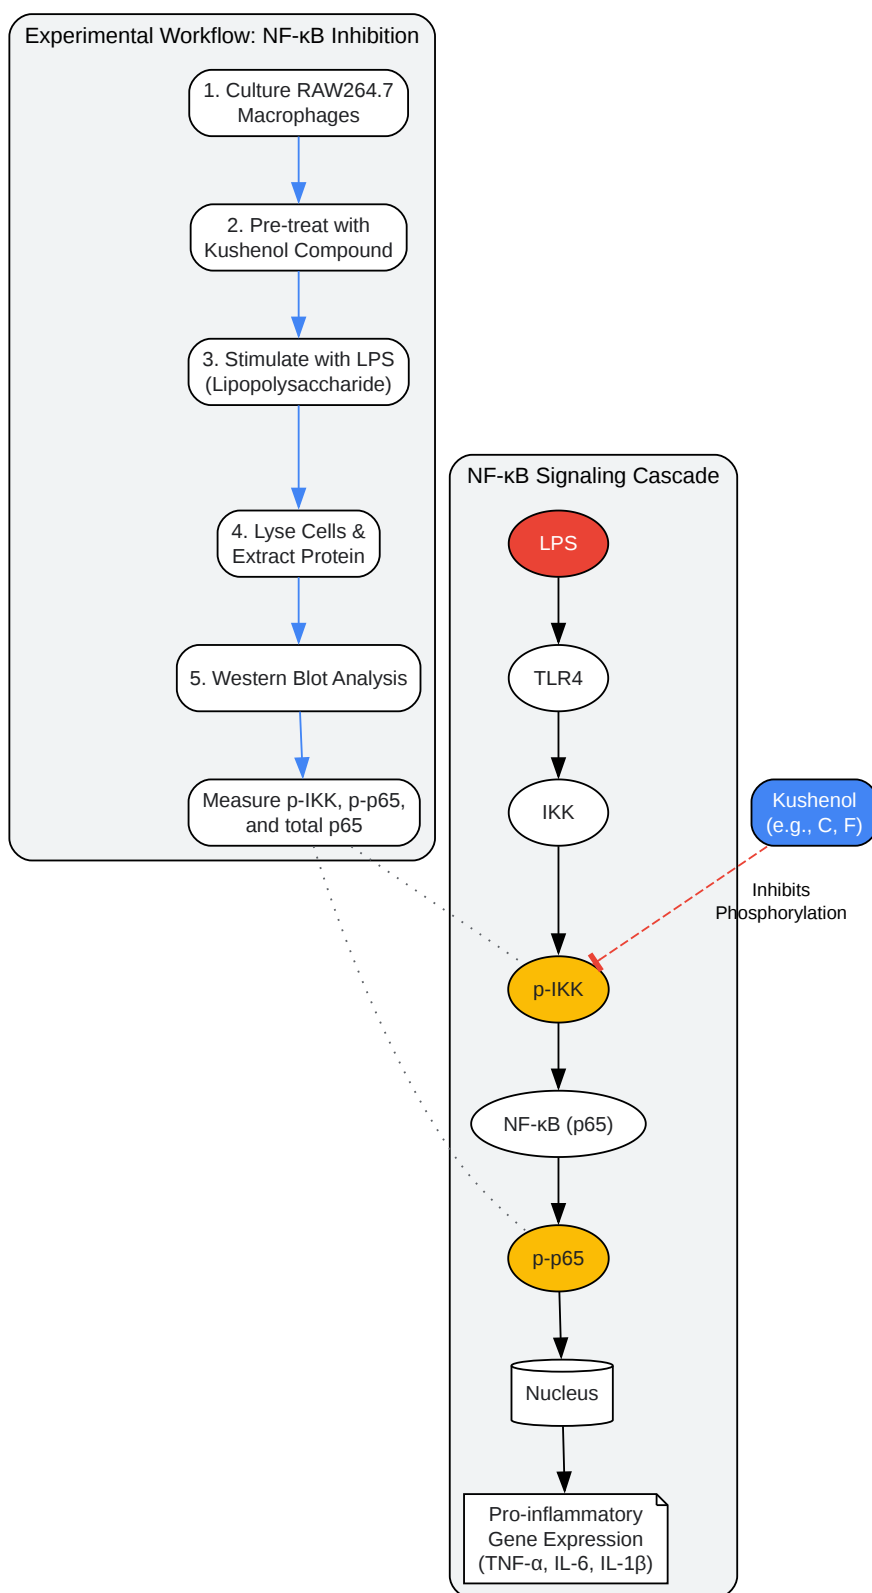 Experimental Workflow: NF-κB Inhibition
1. Culture RAW264.7
Macrophages
2. Pre-treat with
Kushenol Compound
3. Stimulate with LPS
(Lipopolysaccharide)
4. Lyse Cells &
Extract Protein
5. Western Blot Analysis
Measure p-IKK, p-p65,
and total p65
NF-κB Signaling Cascade
LPS
TLR4
IKK
Kushenol
(e.g., C, F)
Inhibits
Phosphorylation
p-IKK
NF-κB (p65)
p-p65
Nucleus
Pro-inflammatory
Gene Expression
(TNF-α, IL-6, IL-1β)